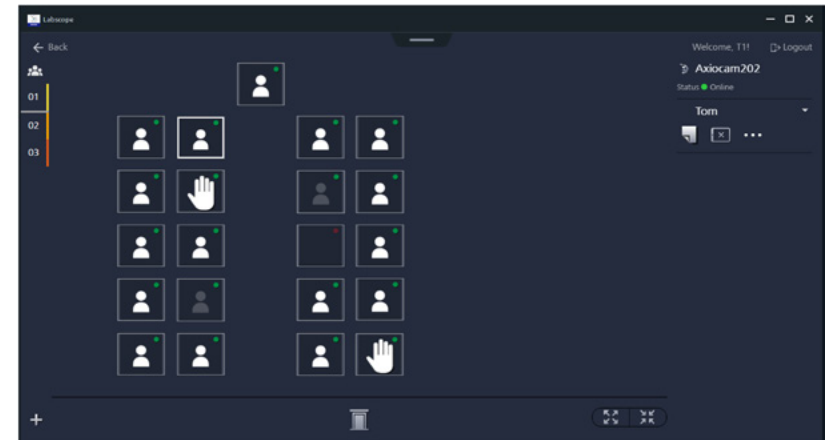 Labscope
Back
Welcome, T1!
Logout
Axiocam202
Status Online
Tom
01
02
03